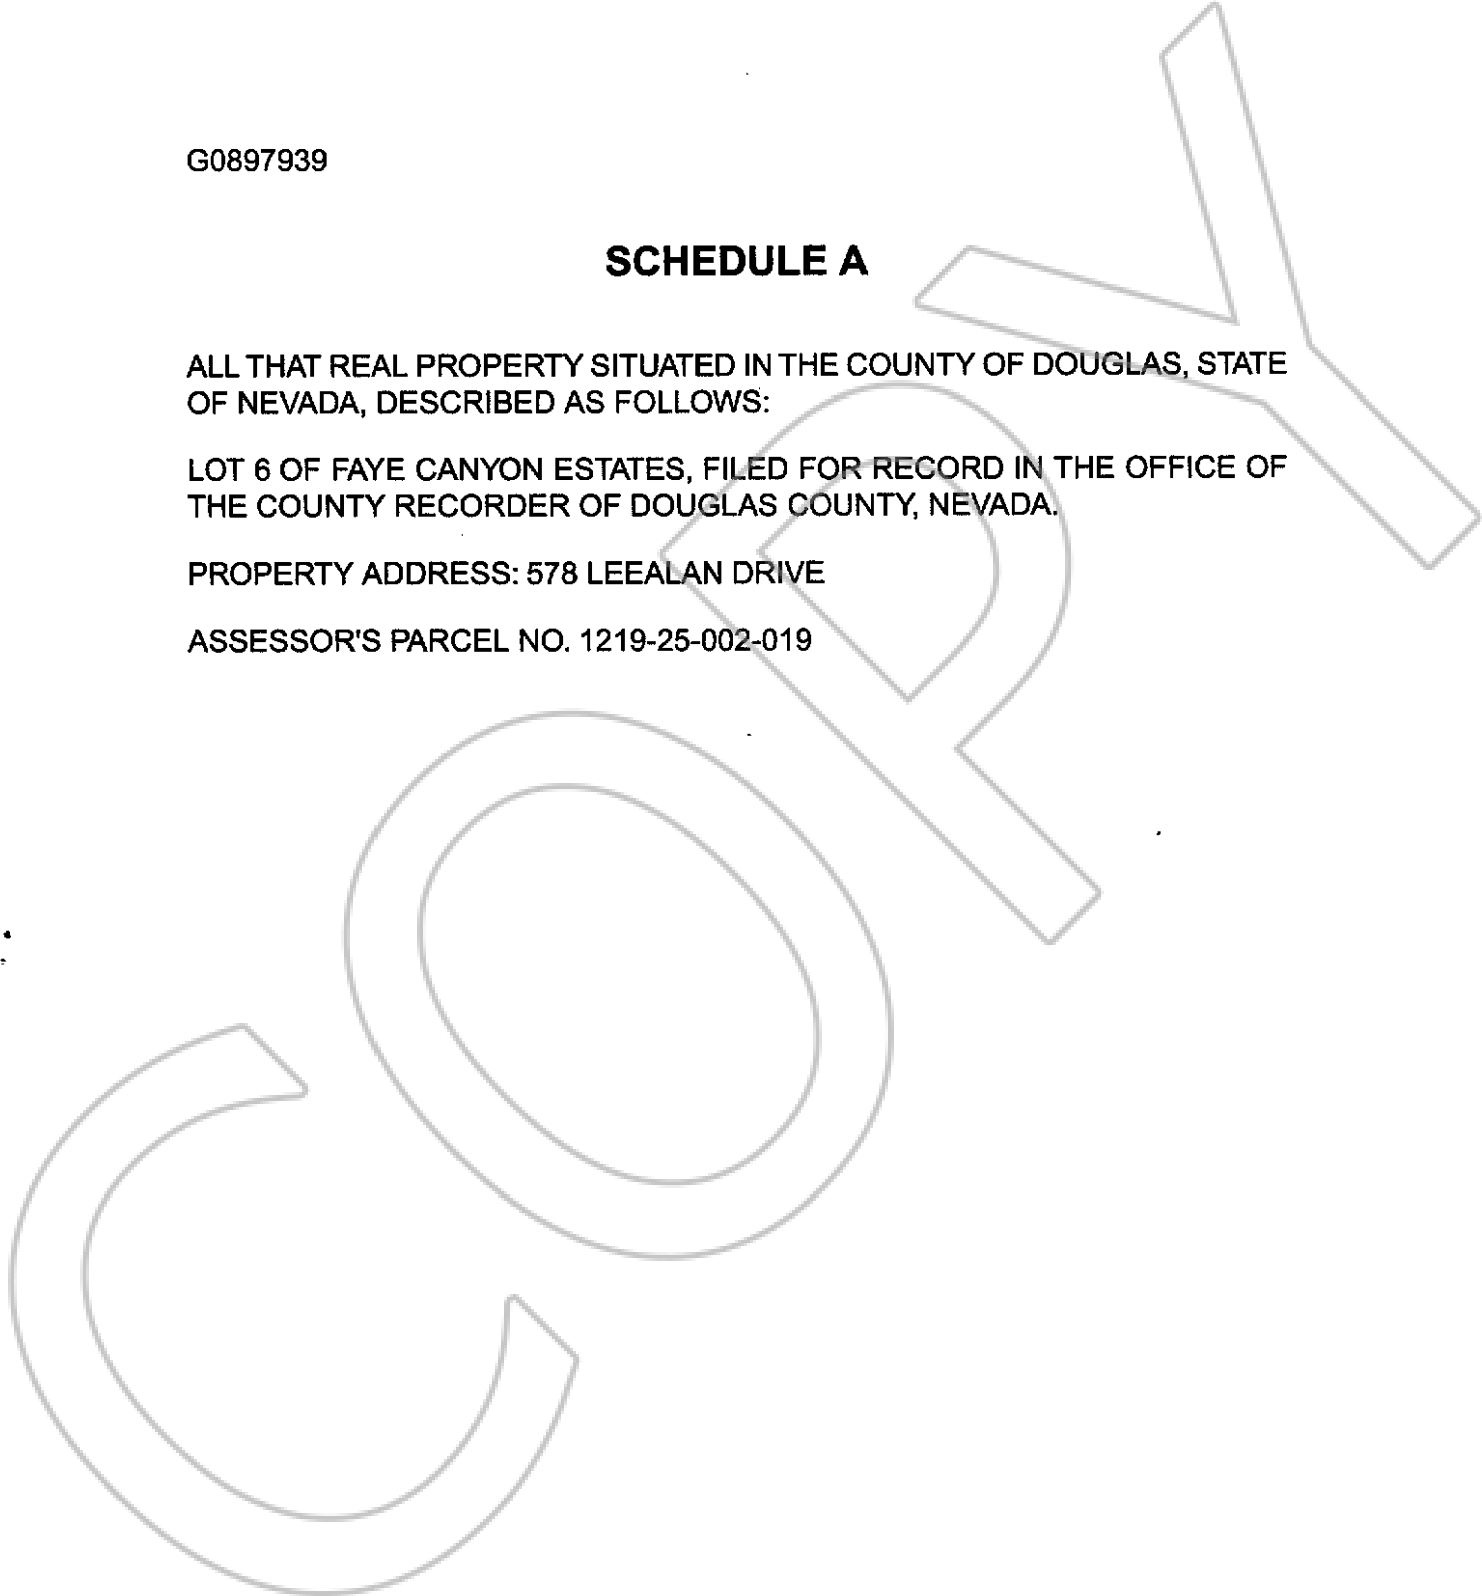 G0897939
SCHEDULE A
ALL THAT REAL PROPERTY SITUATED IN THE COUNTY OF DOUGLAS, STATE
OF NEVADA, DESCRIBED AS FOLLOWS:
LOT 6 OF FAYE CANYON ESTATES, FILED FOR RECORD IN THE OFFICE OF
THE COUNTY RECORDER OF DOUGLAS COUNTY, NEVADA.
PROPERTY ADDRESS: 578 LEEALAN DRIVE
ASSESSOR'S PARCEL NO. 1219-25-002-019
COPY